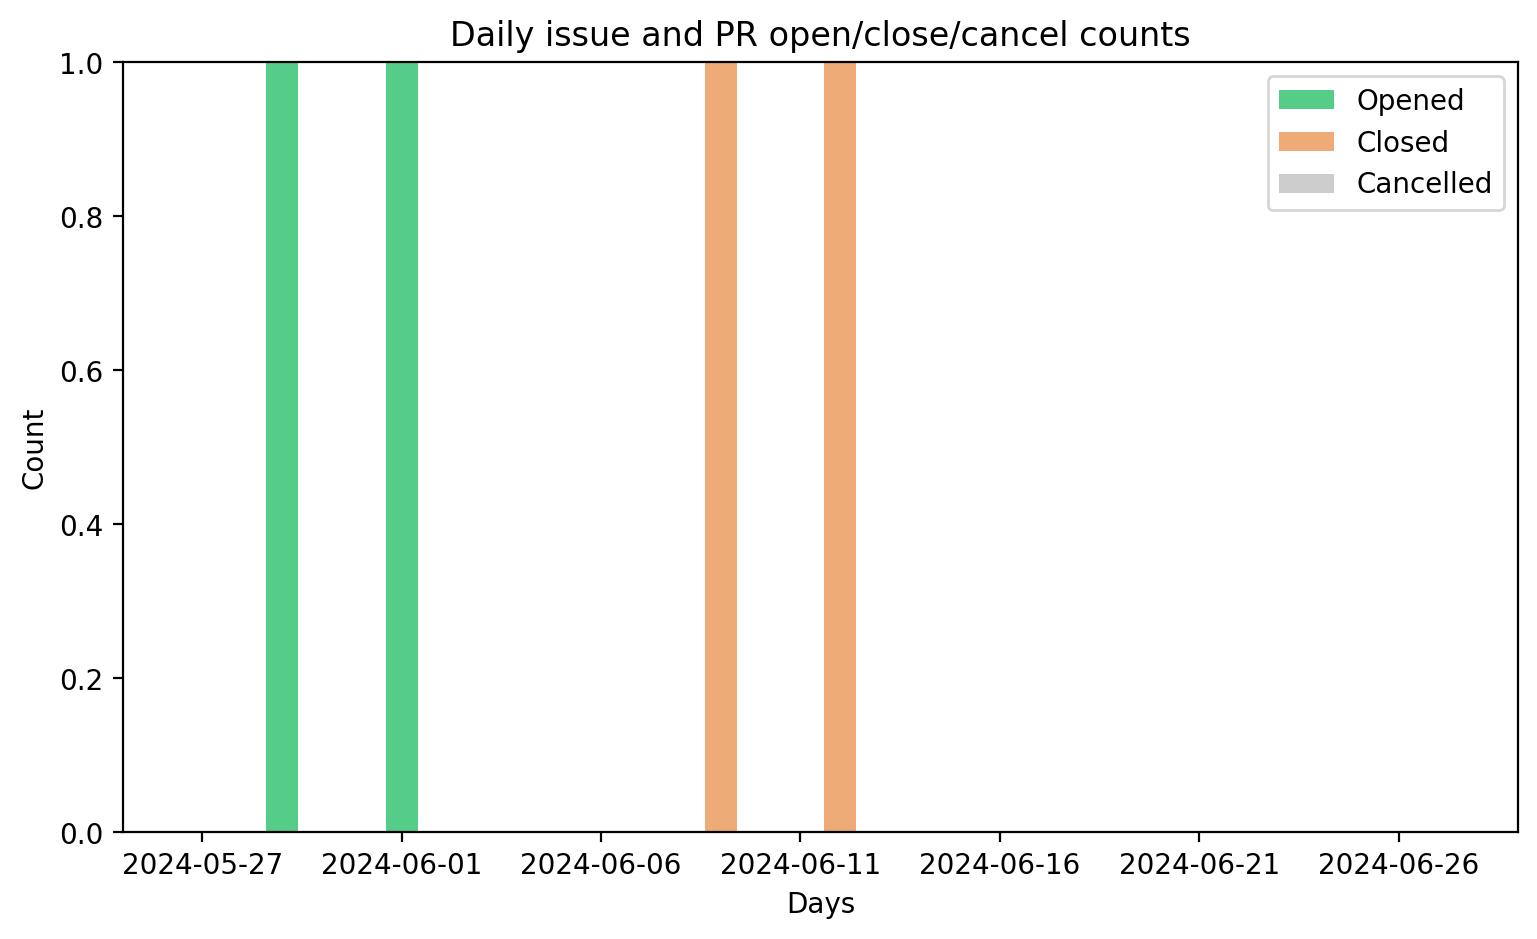 Daily issue and PR open/close/cancel counts
1.0
0.8
0.6
0.4
0.2
0.0
Count
Opened
Closed
Cancelled
2024-05-27 2024-06-01 2024-06-06 2024-06-11 2024-06-16 2024-06-21 2024-06-26
Days